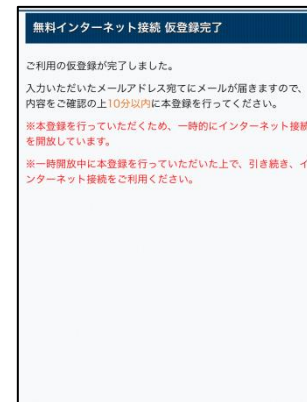 無料インターネット接続 仮登録完了
ご利用の仮登録が完了しました。
入力いただいたメールアドレス宛てにメールが届きますので、
内容をご確認の上10分以内に本登録を行ってください。
※本登録を行っていただくため、一時的にインターネット接続
を開放しています。
※一時開放中に本登録を行っていただいた上で、引き続き、イ
ンターネット接続をご利用ください。